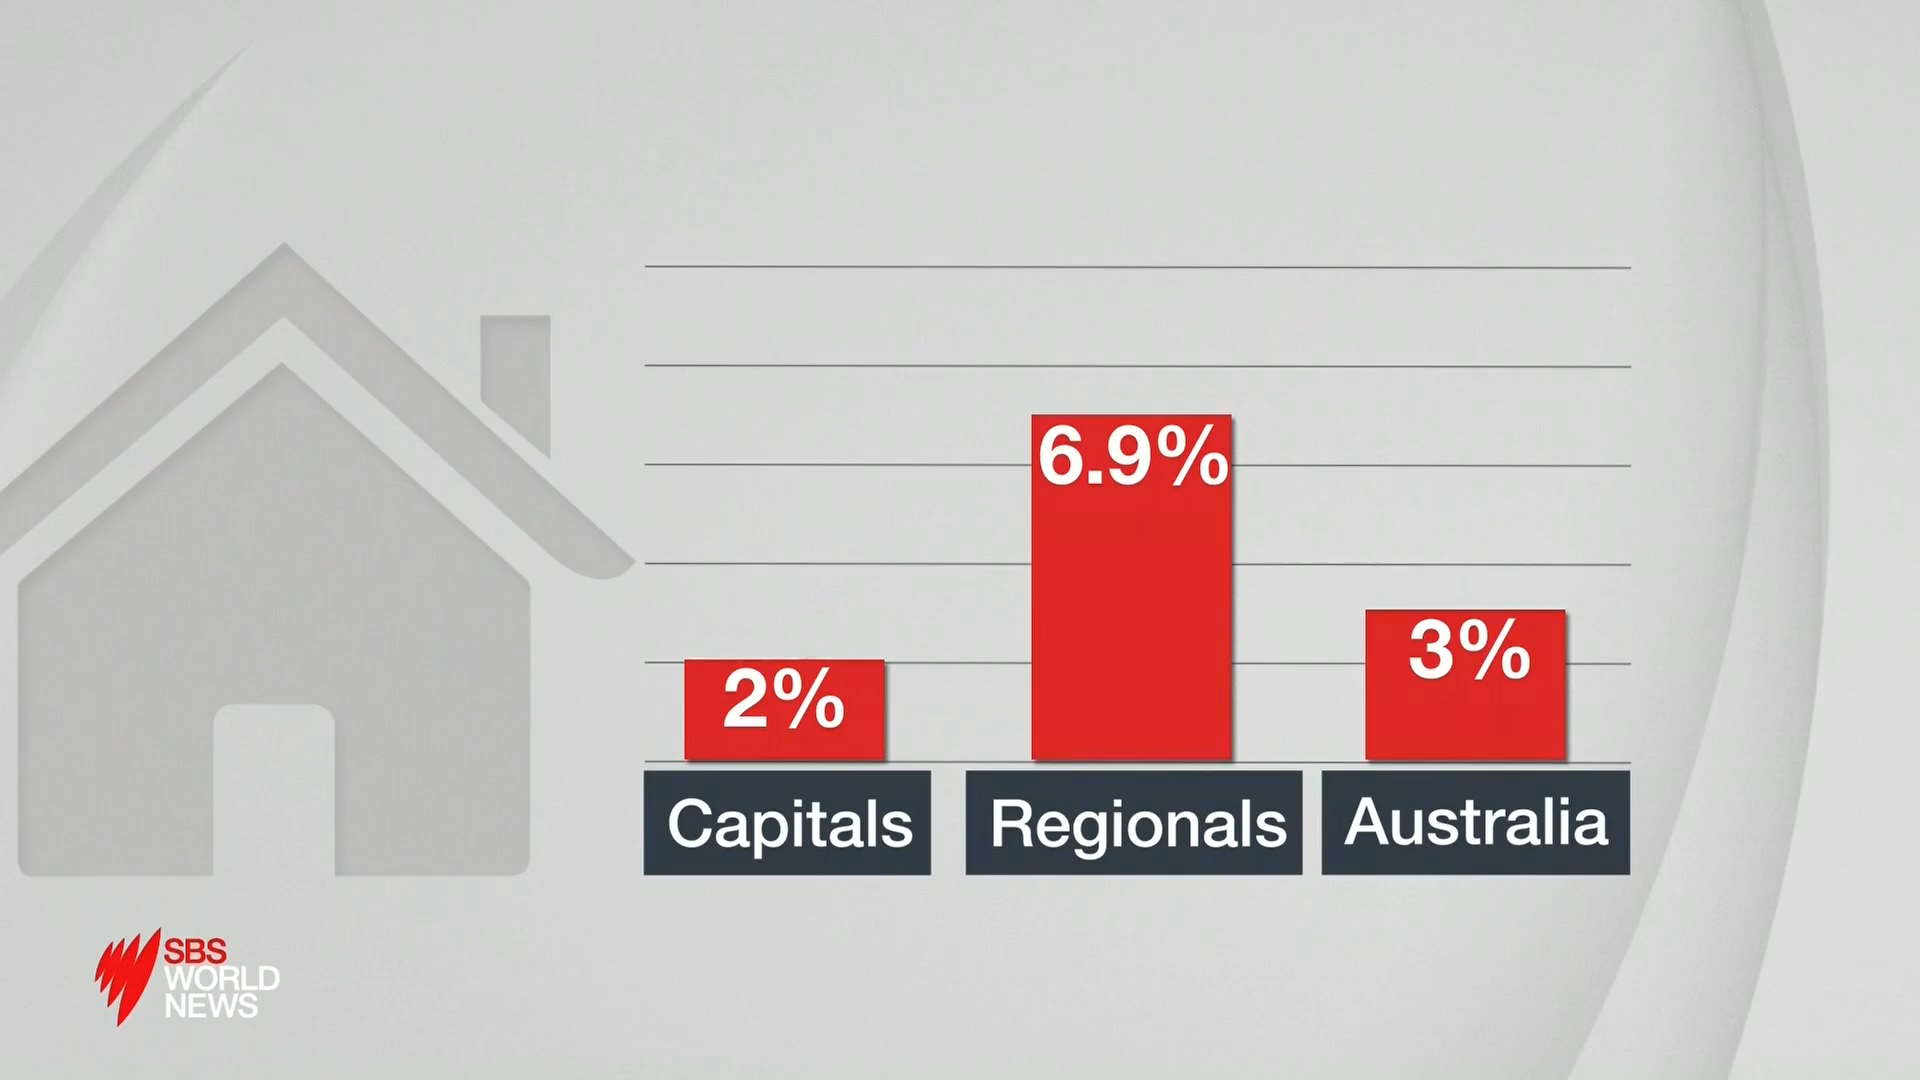 6.9%
3%
2%
Capitals
Regionals
Australia
SBS
WORLD
NEWS